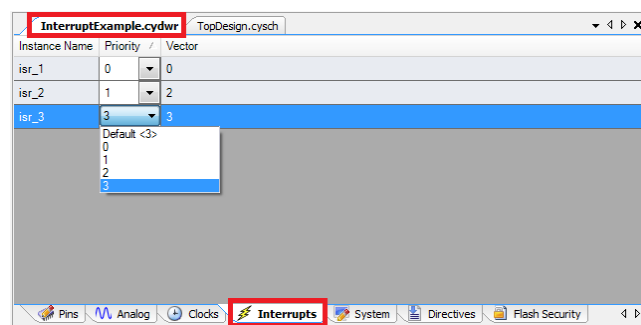 InterruptExample.cydwr TopDesign.cysch
Instance Name Priority Vector
isr_1 0 0
isr_2 1 2
isr_3 3 3
Default <3>
0
1
2
3
Pins Analog Clocks Interrupts System Directives Flash Security